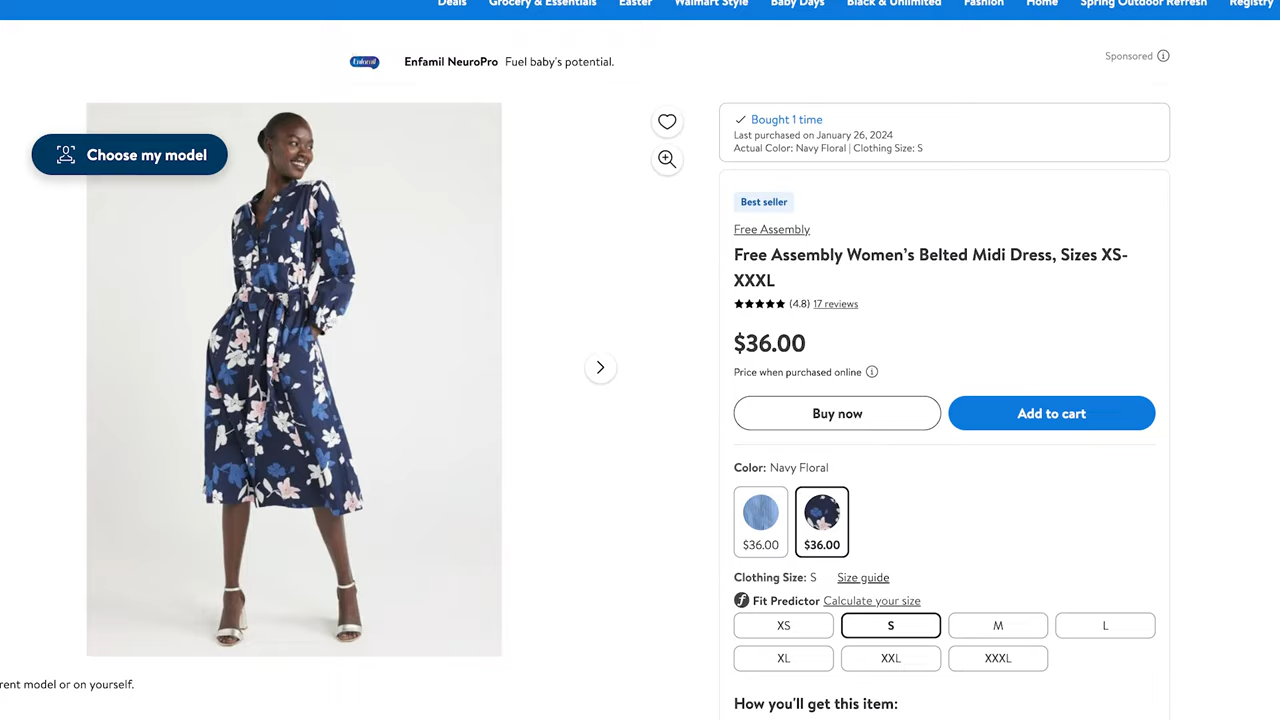 Deals Grocery & Essentials Easter Walmart Style Baby Days Black & Unlimited Fashion Home Spring Outdoor Refresh Registry
Enfamil Enfamil NeuroPro Fuel baby's potential. Sponsored
Choose my model
Bought 1 time
Last purchased on January 26, 2024
Actual Color: Navy Floral | Clothing Size: S
Best seller
Free Assembly
Free Assembly Women's Belted Midi Dress, Sizes XS-
XXXL
(4.8) 17 reviews
$36.00
Price when purchased online
Buy now Add to cart
Color: Navy Floral
$36.00 $36.00
Clothing Size: S Size guide
Fit Predictor Calculate your size
XS S M L
XL XXL XXXL
rent model or on yourself.
How you'll get this item: